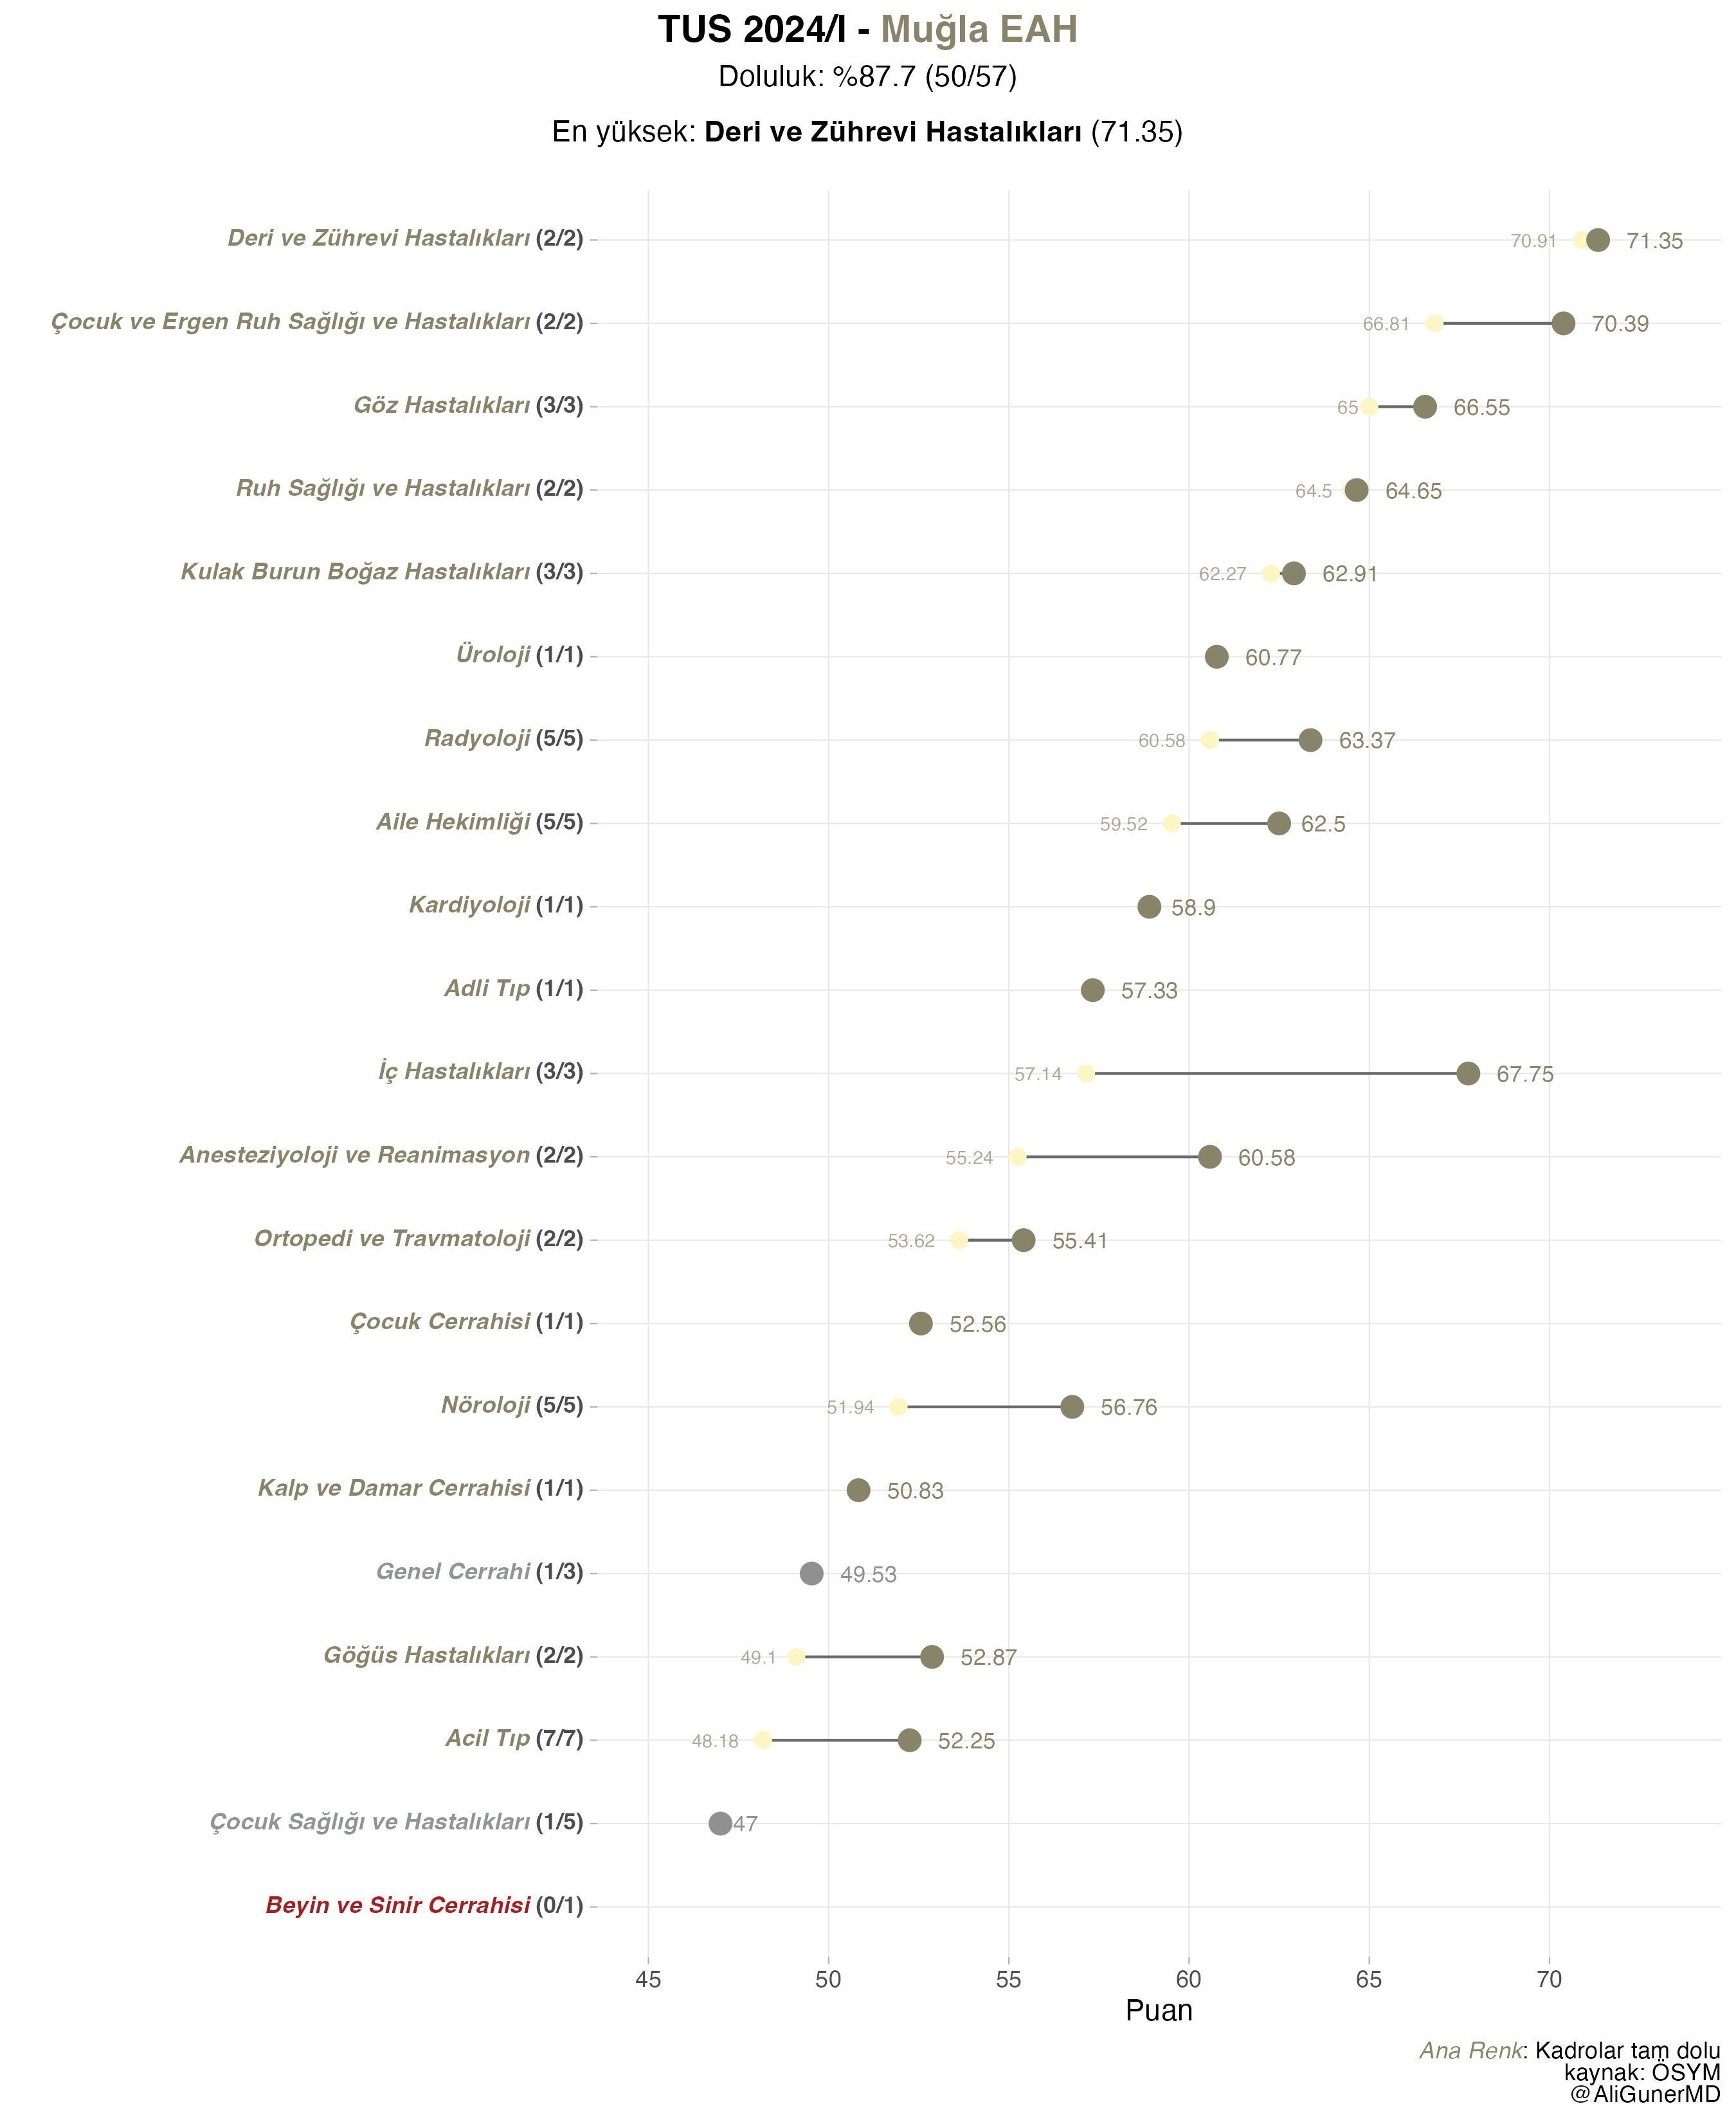 TUS 2024/I - Muğla EAH
Doluluk: %87.7 (50/57)
En yüksek: Deri ve Zührevi Hastalıkları (71.35)
Deri ve Zührevi Hastalıkları (2/2) 70.91 71.35
Çocuk ve Ergen Ruh Sağlığı ve Hastalıkları (2/2) 66.81 70.39
Göz Hastalıkları (3/3) 65 66.55
Ruh Sağlığı ve Hastalıkları (2/2) 64.5 64.65
Kulak Burun Boğaz Hastalıkları (3/3) 62.27 62.91
Üroloji (1/1) 60.77
Radyoloji (5/5) 60.58 63.37
Aile Hekimliği (5/5) 59.52 62.5
Kardiyoloji (1/1) 58.9
Adli Tıp (1/1) 57.33
İç Hastalıkları (3/3) 57.14 67.75
Anesteziyoloji ve Reanimasyon (2/2) 55.24 60.58
Ortopedi ve Travmatoloji (2/2) 53.62 55.41
Çocuk Cerrahisi (1/1) 52.56
Nöroloji (5/5) 51.94 56.76
Kalp ve Damar Cerrahisi (1/1) 50.83
Genel Cerrahi (1/3) 49.53
Göğüs Hastalıkları (2/2) 49.1 52.87
Acil Tıp (7/7) 48.18 52.25
Çocuk Sağlığı ve Hastalıkları (1/5) 47
Beyin ve Sinir Cerrahisi (0/1)
45 50 55 60 65 70
Puan
Ana Renk: Kadrolar tam dolu
kaynak: ÖSYM
@AliGunerMD